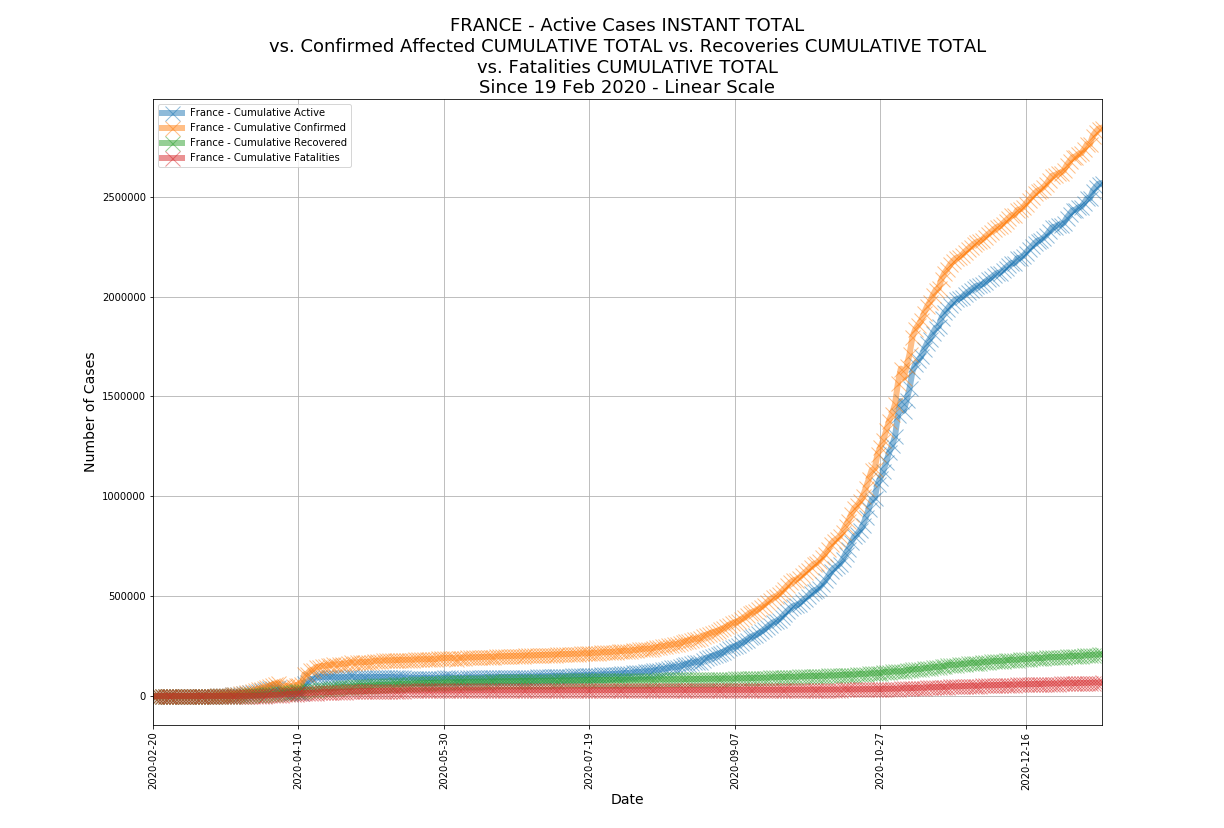 FRANCE - Active Cases INSTANT TOTAL
vs. Confirmed Affected CUMULATIVE TOTAL vs. Recoveries CUMULATIVE TOTAL
vs. Fatalities CUMULATIVE TOTAL
Since 19 Feb 2020 - Linear Scale
France - Cumulative Active
France - Cumulative Confirmed
France - Cumulative Recovered
France - Cumulative Fatalities
Number of Cases
2500000
2000000
1500000
1000000
500000
0
2020-02-20
2020-04-10
2020-05-30
2020-07-19
2020-09-07
2020-10-27
2020-12-16
Date